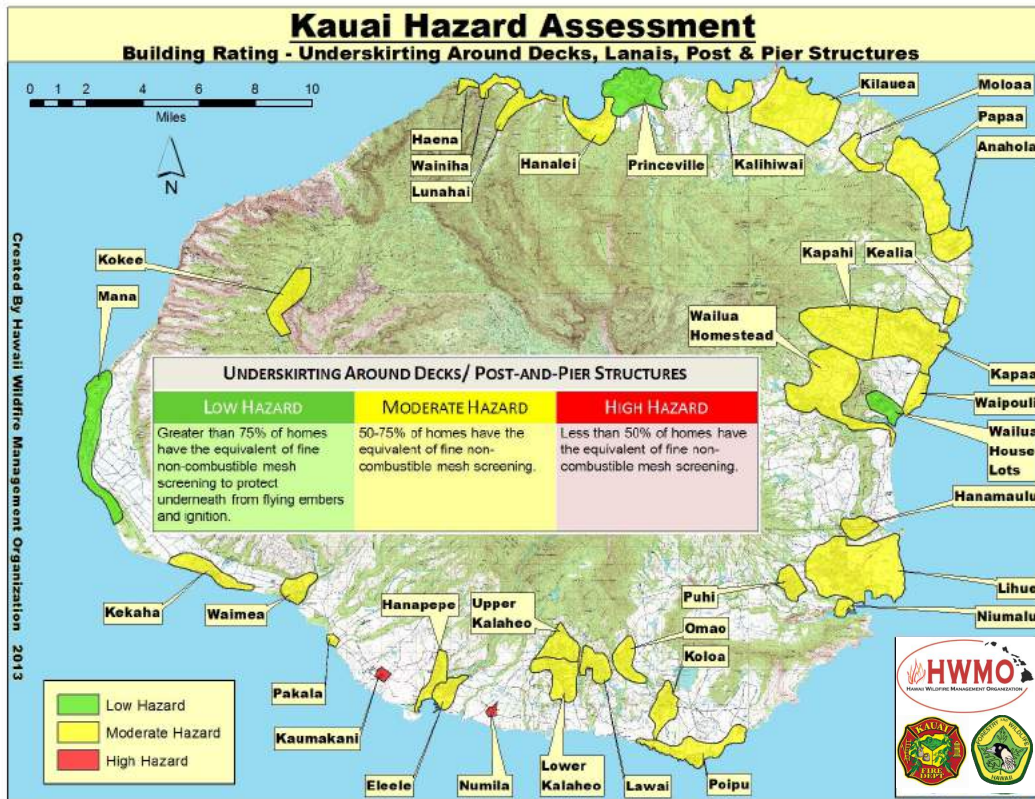 Kauai Hazard Assessment
Building Rating - Underskirting Around Decks, Lanais, Post & Pier Structures
0 1 2 4 6 8 10
Miles
N
Haena
Wainiha
Lunahai
Hanalei
Princeville
Kalihiwai
Kilauea
Moloaa
Papaa
Anahola
Kokee
Mana
Kapahi
Kealia
Wailua
Homestead
Kapaa
Waipouli
Wailua
House
Lots
Hanamaulu
Lihue
Niumalu
Puhi
UNDERSKIRTING AROUND DECKS/ POST-AND-PIER STRUCTURES
LOW HAZARD
Greater than 75% of homes
have the equivalent of fine
non-combustible mesh
screening to protect
underneath from flying embers
and ignition.
MODERATE HAZARD
50-75% of homes have the
equivalent of fine non-
combustible mesh screening.
HIGH HAZARD
Less than 50% of homes have
the equivalent of fine non-
combustible mesh screening.
Kekaha
Waimea
Hanapepe
Upper
Kalaheo
Omao
Koloa
Pakala
Kaumakani
Eleele
Numila
Lower
Kalaheo
Lawai
Poipu
Low Hazard
Moderate Hazard
High Hazard
Created By Hawaii Wildfire Management Organization 2013
HWMO
HAWAII WILDFIRE MANAGEMENT ORGANIZATION
KAUAI
FIRE
DEPT
FORESTRY AND WILDLIFE
HAWAII